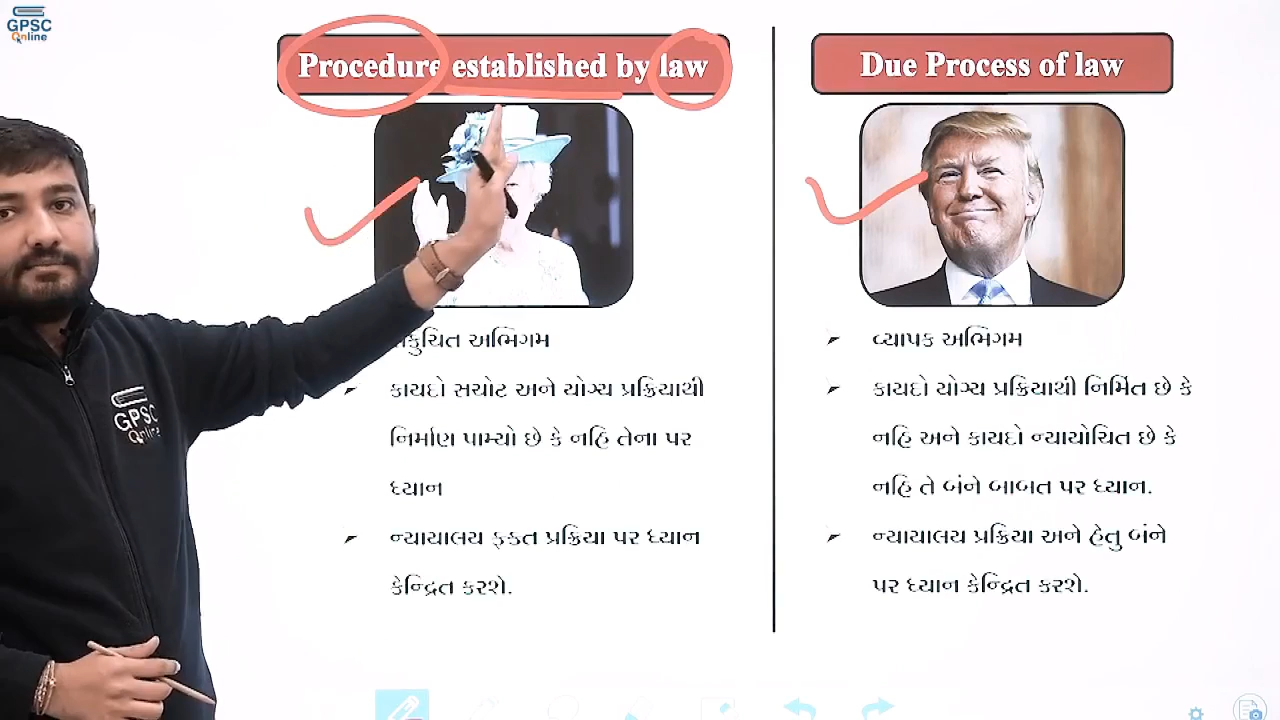 GPSC
Online
Procedure established by law
Due Process of law
અભિગમ
કાયદો સચોટ અને યોગ્ય પ્રક્રિયાથી
નિર્માણ પામ્યો છે કે નહિ તેના પર
ધ્યાન
ન્યાયાલય ફક્ત પ્રક્રિયા પર ધ્યાન
કેન્દ્રિત કરશે.
વ્યાપક અભિગમ
કાયદો યોગ્ય પ્રક્રિયાથી નિર્મિત છે કે
નહિ અને કાયદો ન્યાયોચિત છે કે
નહિ તે બંને બાબત પર ધ્યાન.
ન્યાયાલય પ્રક્રિયા અને હેતુ બંને
પર ધ્યાન કેન્દ્રિત કરશે.
GPSC
Online